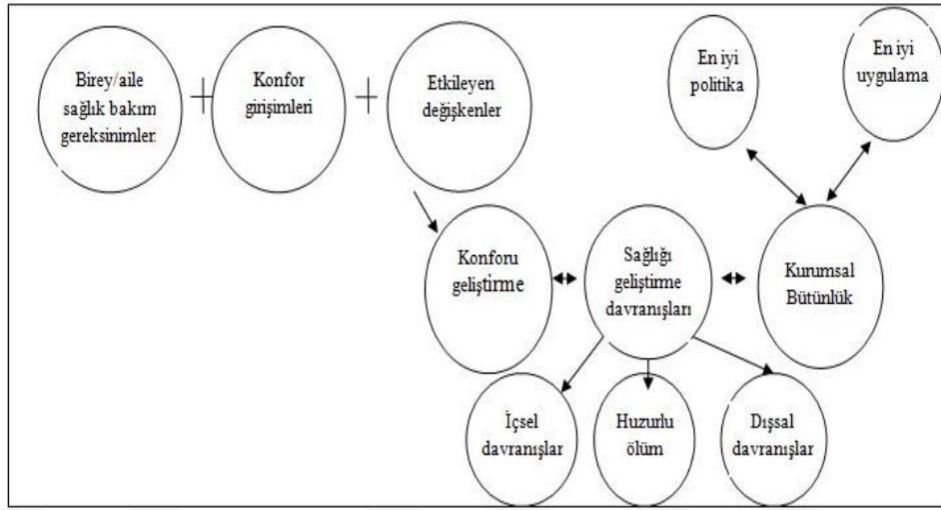 Birey/aile
sağlık bakım
gereksinimler
+
Konfor
girişimleri
+
Etkileyen
değişkenler
En iyi
politika
En iyi
uygulama
Konforu
geliştirme
Sağlığı
geliştirme
davranışları
Kurumsal
Bütünlük
İçsel
davranışlar
Huzurlu
ölüm
Dışsal
davranışlar